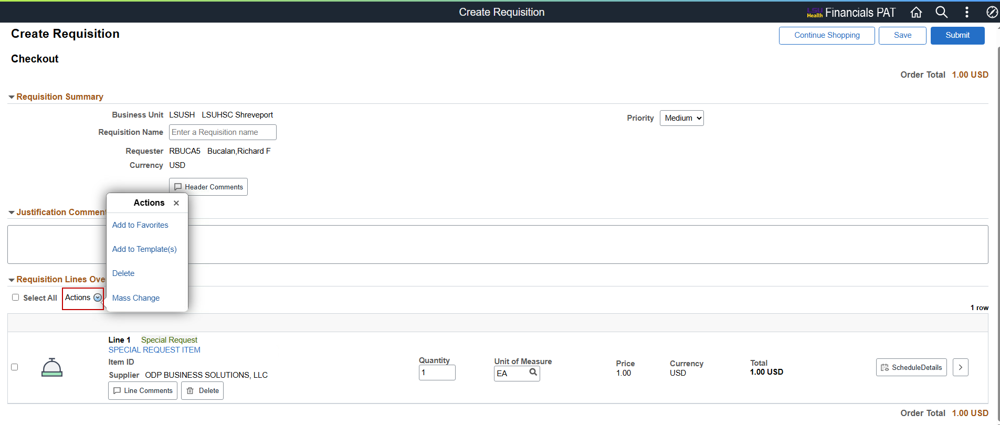 Create Requisition
LSU Health Financials PAT
Create Requisition
Continue Shopping
Save
Submit
Checkout
Order Total 1.00 USD
Requisition Summary
Business Unit LSUSH LSUHSC Shreveport
Priority Medium
Requisition Name Enter a Requisition name
Requester RBUCA5 Bucalan,Richard F
Currency USD
Header Comments
Actions ×
Justification Comment
Add to Favorites
Add to Template(s)
Delete
Requisition Lines Ove
Select All Actions
Mass Change
1 row
Line 1 Special Request
SPECIAL REQUEST ITEM
Item ID
Supplier ODP BUSINESS SOLUTIONS, LLC
Line Comments
Delete
Quantity
1
Unit of Measure
EA
Price
1.00
Currency
USD
Total
1.00 USD
ScheduleDetails
Order Total 1.00 USD